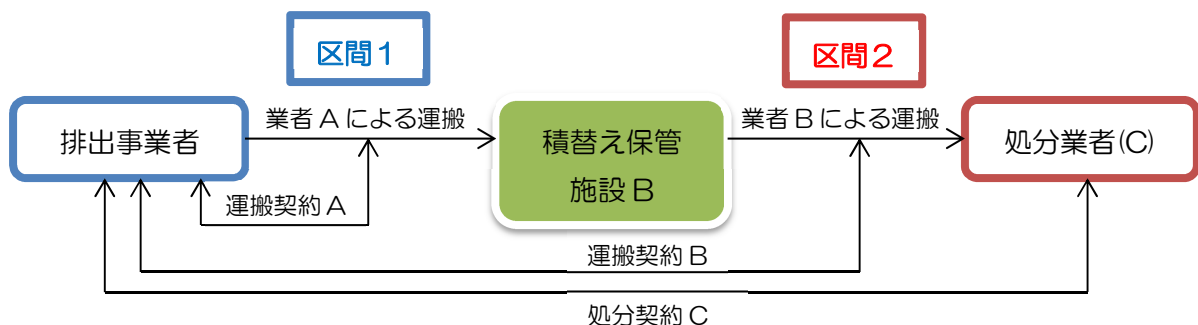 区間1
区間2
排出事業者
業者Aによる運搬
積替え保管
施設B
業者Bによる運搬
処分業者(C)
運搬契約A
運搬契約B
処分契約C